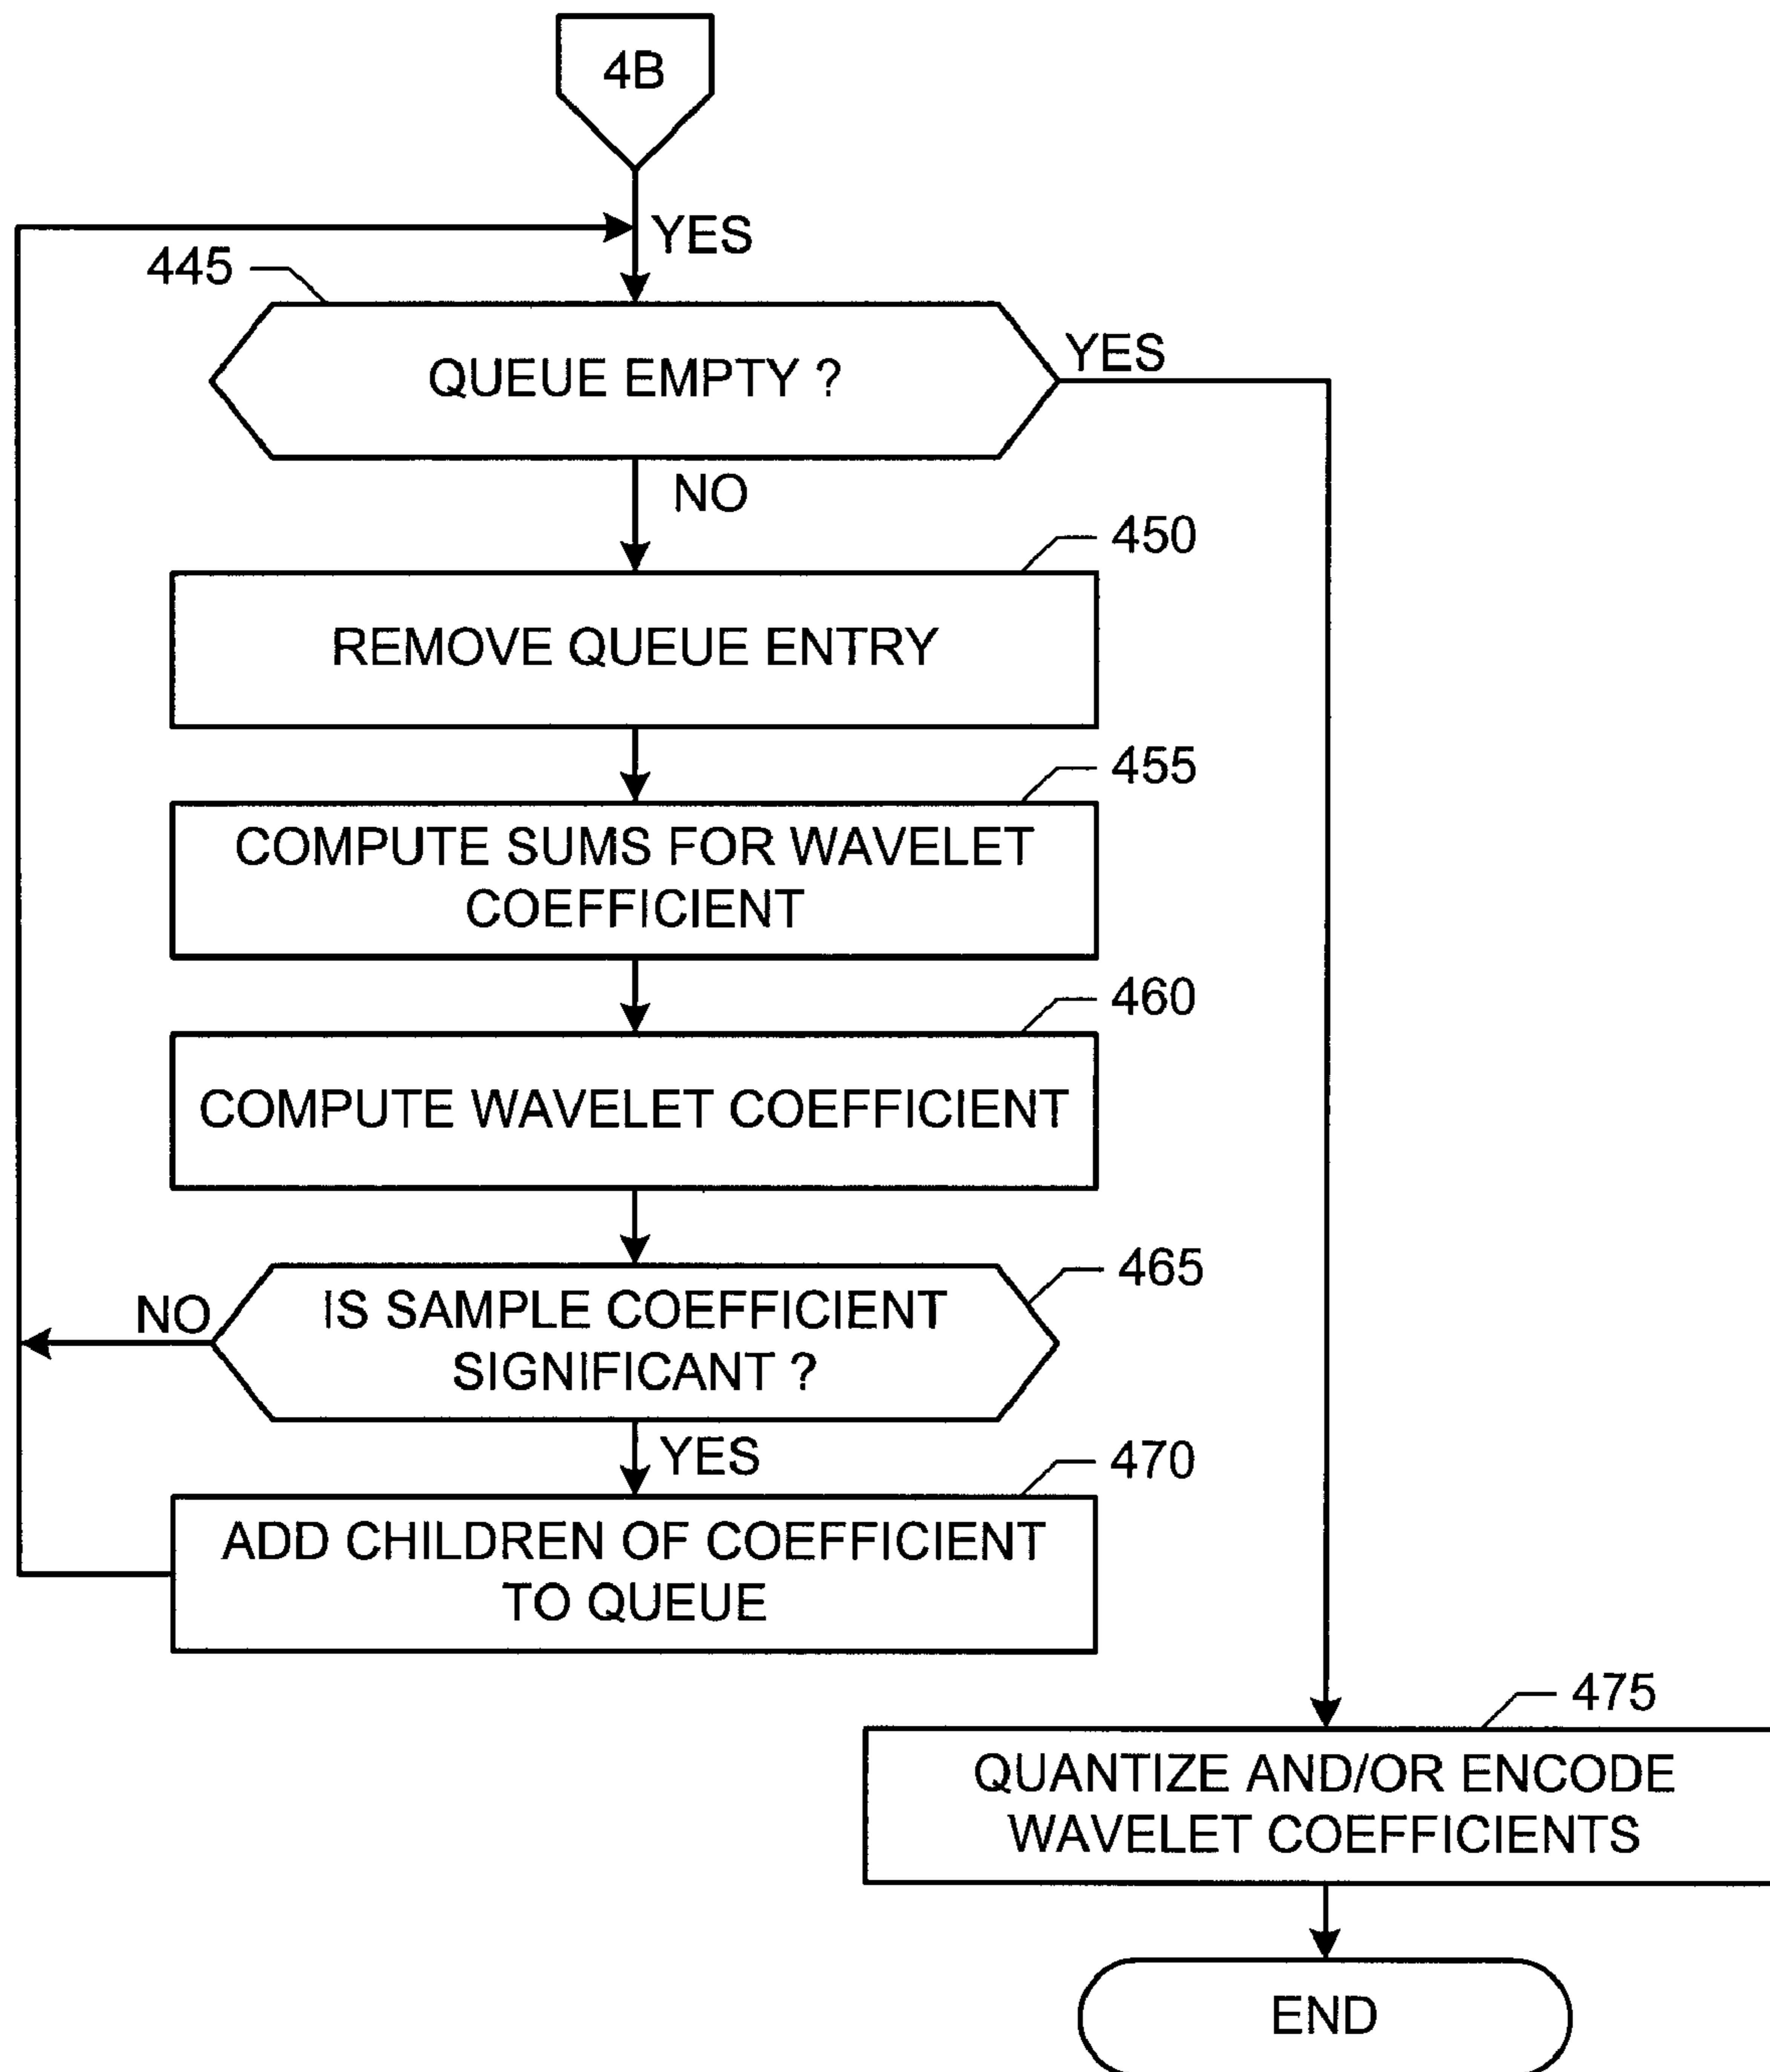 4B
YES
445
QUEUE EMPTY ?
YES
NO
450
REMOVE QUEUE ENTRY
455
COMPUTE SUMS FOR WAVELET
COEFFICIENT
460
COMPUTE WAVELET COEFFICIENT
465
NO
IS SAMPLE COEFFICIENT
SIGNIFICANT ?
YES
470
ADD CHILDREN OF COEFFICIENT
TO QUEUE
475
QUANTIZE AND/OR ENCODE
WAVELET COEFFICIENTS
END